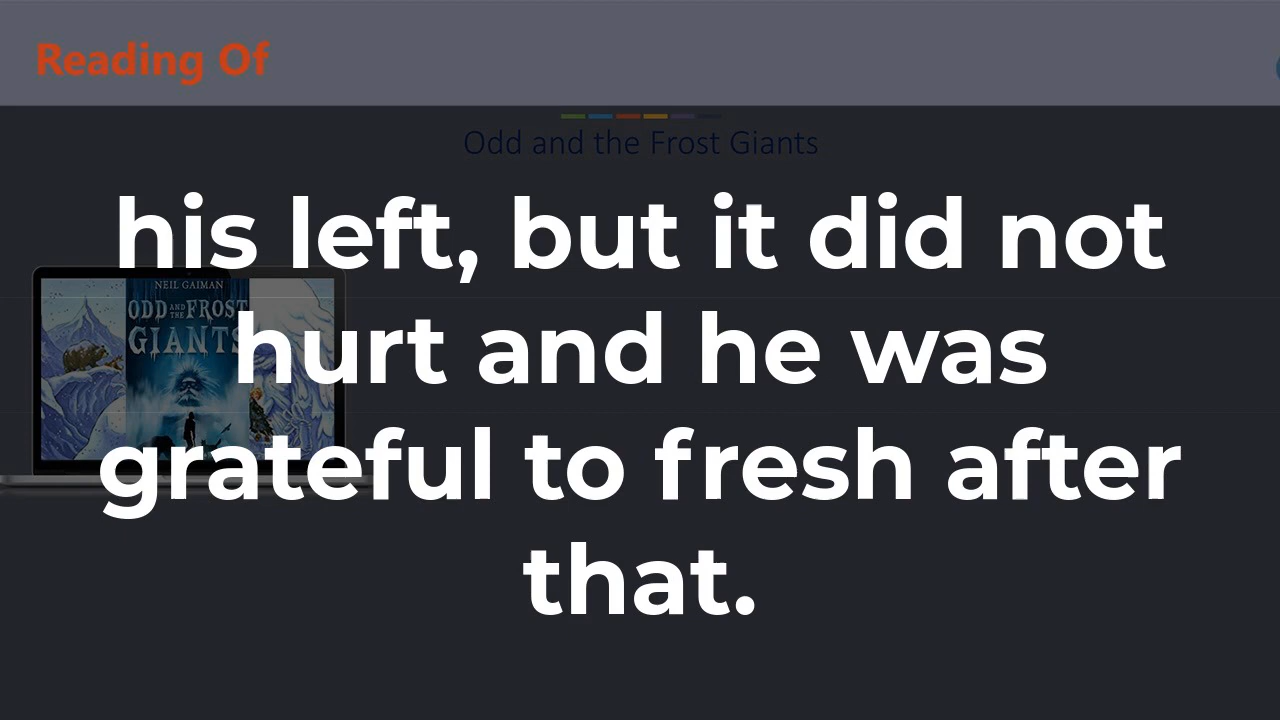 Reading Of
Odd and the Frost Giants
his left, but it did not
hurt and he was
grateful to fresh after
that.
NEIL GAIMAN
ODD AND THE FROST
GIANTS